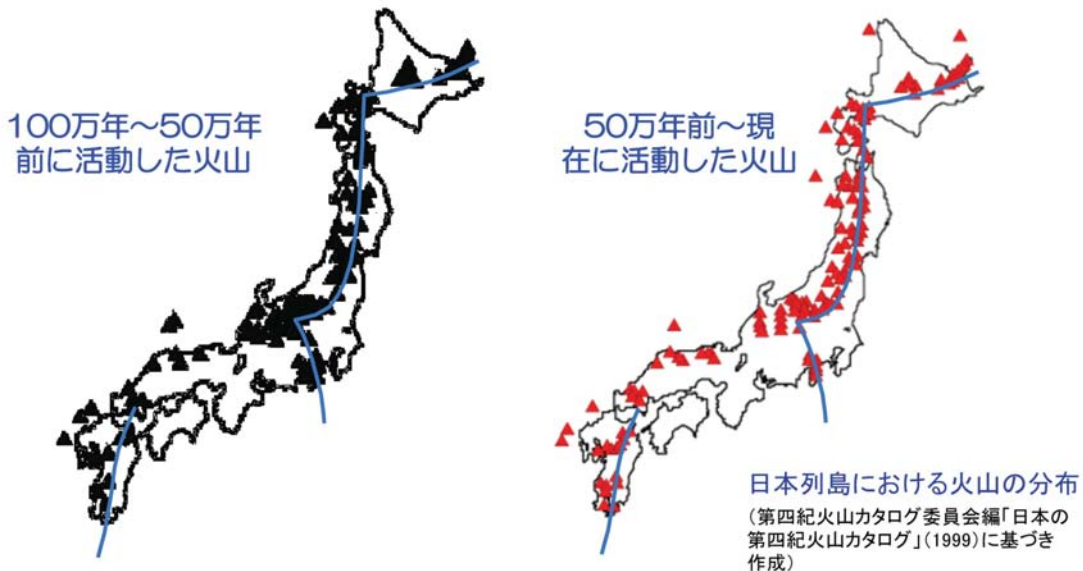 100万年～50万年
前に活動した火山
50万年前～現
在に活動した火山
日本列島における火山の分布
(第四紀火山カタログ委員会編「日本の
第四紀火山カタログ」(1999)に基づき
作成)